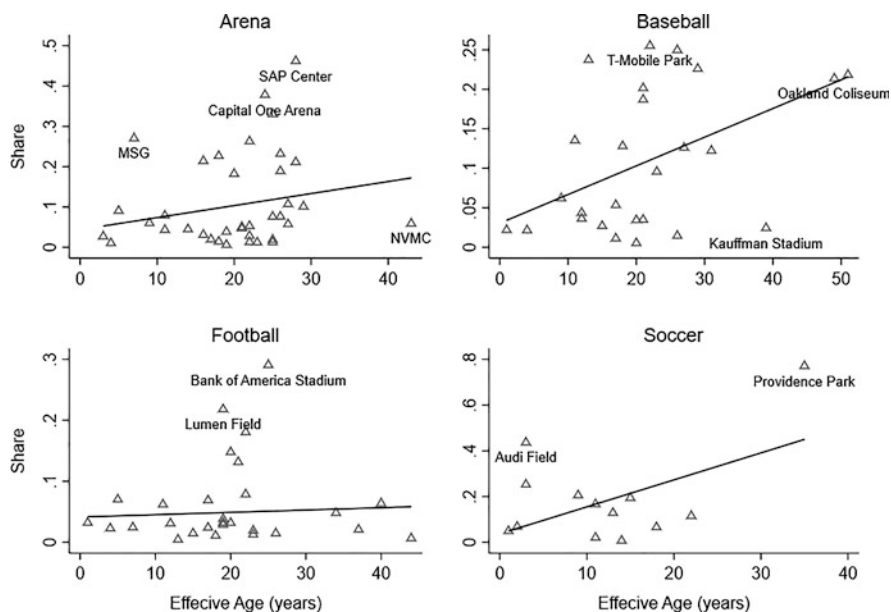 Arena
Share
.5
.4
.3
.2
.1
0
SAP Center
Capital One Arena
MSG
NVMC
0 10 20 30 40
Baseball
.25
.2
.15
.1
.05
0
T-Mobile Park
Oakland Coliseum
Kauffman Stadium
0 10 20 30 40 50
Football
Share
.3
.2
.1
0
Bank of America Stadium
Lumen Field
0 10 20 30 40
Effecive Age (years)
Soccer
.8
.6
.4
.2
0
Providence Park
Audi Field
0 10 20 30
Effecive Age (years)